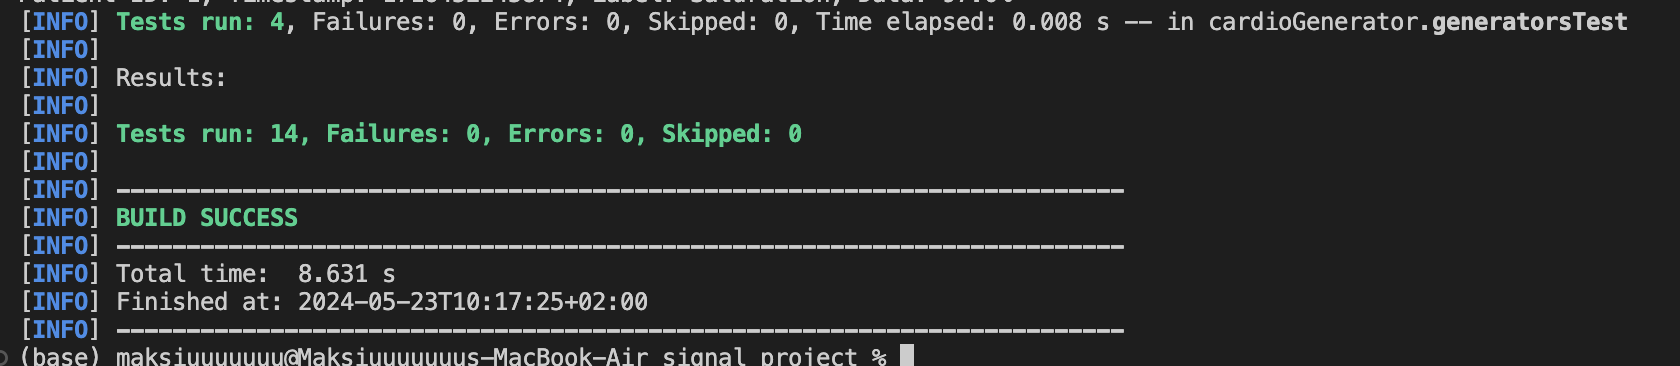 [INFO] Tests run: 4, Failures: 0, Errors: 0, Skipped: 0, Time elapsed: 0.008 s -- in cardioGenerator.generatorsTest
[INFO]
[INFO] Results:
[INFO]
[INFO] Tests run: 14, Failures: 0, Errors: 0, Skipped: 0
[INFO]
[INFO] ------------------------------------------------------------------------
[INFO] BUILD SUCCESS
[INFO] ------------------------------------------------------------------------
[INFO] Total time:  8.631 s
[INFO] Finished at: 2024-05-23T10:17:25+02:00
[INFO] ------------------------------------------------------------------------
(base) maksiuuuuuuu@Maksiuuuuuuus-MacBook-Air signal_project %